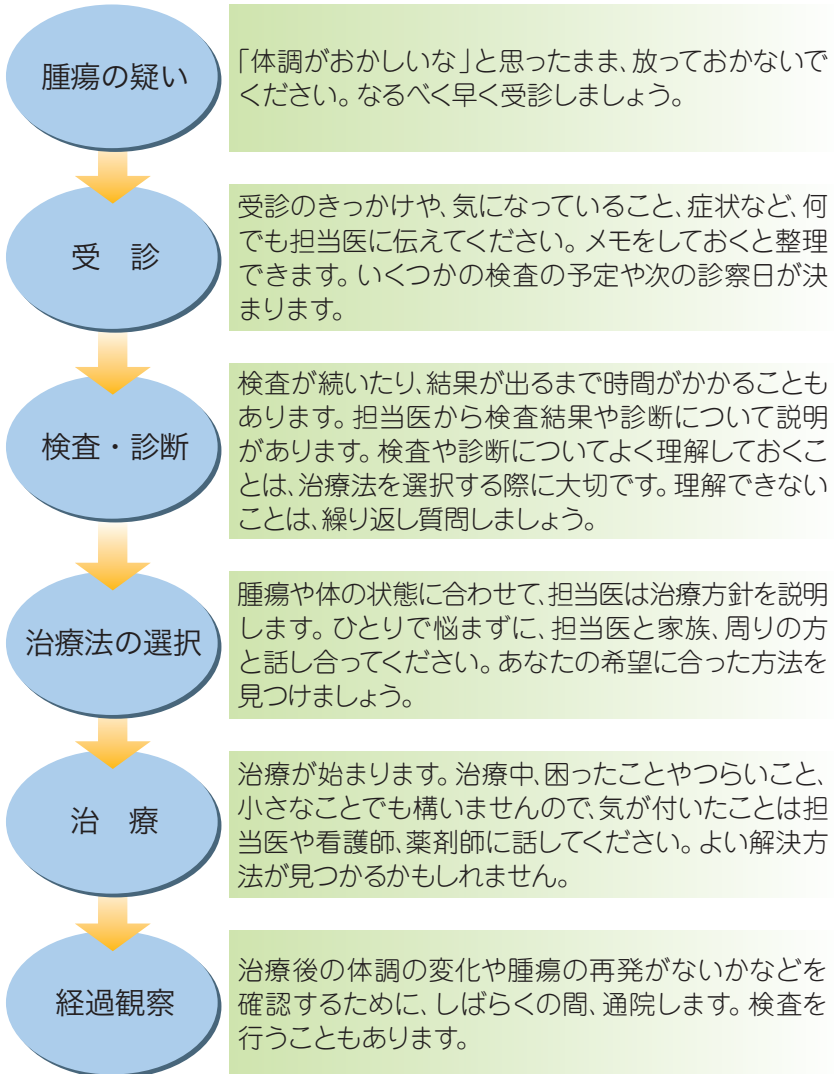 腫瘍の疑い
「体調がおかしいな」と思ったまま、放っておかないで
ください。なるべく早く受診しましょう。
受　診
受診のきっかけや、気になっていること、症状など、何
でも担当医に伝えてください。メモをしておくと整理
できます。いくつかの検査の予定や次の診察日が決
まります。
検査・診断
検査が続いたり、結果が出るまで時間がかかることも
あります。担当医から検査結果や診断について説明
があります。検査や診断についてよく理解しておくこ
とは、治療法を選択する際に大切です。理解できない
ことは、繰り返し質問しましょう。
治療法の選択
腫瘍や体の状態に合わせて、担当医は治療方針を説明
します。ひとりで悩まずに、担当医と家族、周りの方
と話し合ってください。あなたの希望に合った方法を
見つけましょう。
治　療
治療が始まります。治療中、困ったことやつらいこと、
小さなことでも構いませんので、気が付いたことは担
当医や看護師、薬剤師に話してください。よい解決方
法が見つかるかもしれません。
経過観察
治療後の体調の変化や腫瘍の再発がないかなどを
確認するために、しばらくの間、通院します。検査を
行うこともあります。